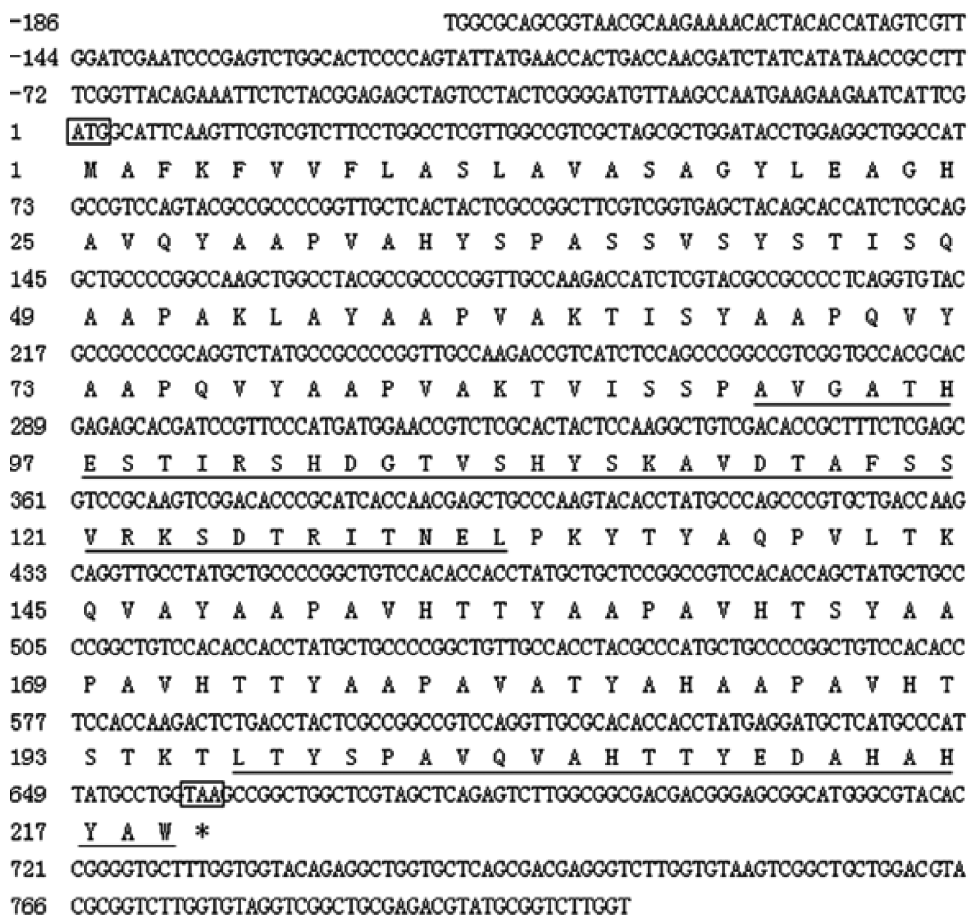 -186 TGGCGCAGCGGTAACGCAAGAAAACACTACACCATAGTCGTT
-144 GGATCGAATCCCGAGTCTGGCACTCCCCAGTATTATGAACCACTGACCAACGATCTATCATATAACCGCCTT
-72 TCGGTTACAGAAATTCTCTACGGAGAGCTAGTCCTACTCGGGGATGTTAAGCCAATGAAGAAGAATCATTCG
1 ATGGCATTCAAGTTCGTCGTCTTCCTGGCCTCGTTGGCCGTCGCTAGCGCTGGATACCTGGAGGCTGGCCAT
1 M A F K F V V F L A S L A V A S A G Y L E A G H
73 GCCGTCCAGTACGCCGCCCCGGTTGCTCACTACTCGCCGGCTTCGTCGGTGAGCTACAGCACCATCTCGCAG
25 A V Q Y A A P V A H Y S P A S S V S Y S T I S Q
145 GCTGCCCCGGCCAAGCTGGCCTACGCCGCCCCGGTTGCCAAGACCATCTCGTACGCCGCCCCTCAGGTGTAC
49 A A P A K L A Y A A P V A K T I S Y A A P Q V Y
217 GCCGCCCCGCAGGTCTATGCCGCCCCGGTTGCCAAGACCGTCATCTCCAGCCCGGCCGTCGGTGCCACGCAC
73 A A P Q V Y A A P V A K T V I S S P A V G A T H
289 GAGAGCACGATCCGTTCCCATGATGGAACCGTCTCGCACTACTCCAAGGCTGTCGACACCGCTTTCTCGAGC
97 E S T I R S H D G T V S H Y S K A V D T A F S S
361 GTCCGCAAGTCGGACACCCGCATCACCAACGAGCTGCCCAAGTACACCTATGCCCAGCCCGTGCTGACCAAG
121 V R K S D T R I T N E L P K Y T Y A Q P V L T K
433 CAGGTTGCCTATGCTGCCCCGGCTGTCCACACCACCTATGCTGCTCCGGCCGTCCACACCAGCTATGCTGCC
145 Q V A Y A A P A V H T T Y A A P A V H T S Y A A
505 CCGGCTGTCCACACCACCTATGCTGCCCCGGCTGTTGCCACCTACGCCCATGCTGCCCCGGCTGTCCACACC
169 P A V H T T Y A A P A V A T Y A H A A P A V H T
577 TCCACCAAGACTCTGACCTACTCGCCGGCCGTCCAGGTTGCGCACACCACCTATGAGGATGCTCATGCCCAT
193 S T K T L T Y S P A V Q V A H T T Y E D A H A H
649 TATGCCTGGTAAGCCGGCTGGCTCGTAGCTCAGAGTCTTGGCGGCGACGACGGGAGCGGCATGGGCGTACAC
217 Y A W *
721 CGGGGTGCTTTGGTGGTACAGAGGCTGGTGCTCAGCGACGAGGGTCTTGGTGTAAGTCGGCTGCTGGACGTA
766 CGCGGTCTTGGTGTAGGTCGGCTGCGAGACGTATGCGGTCTTGGT